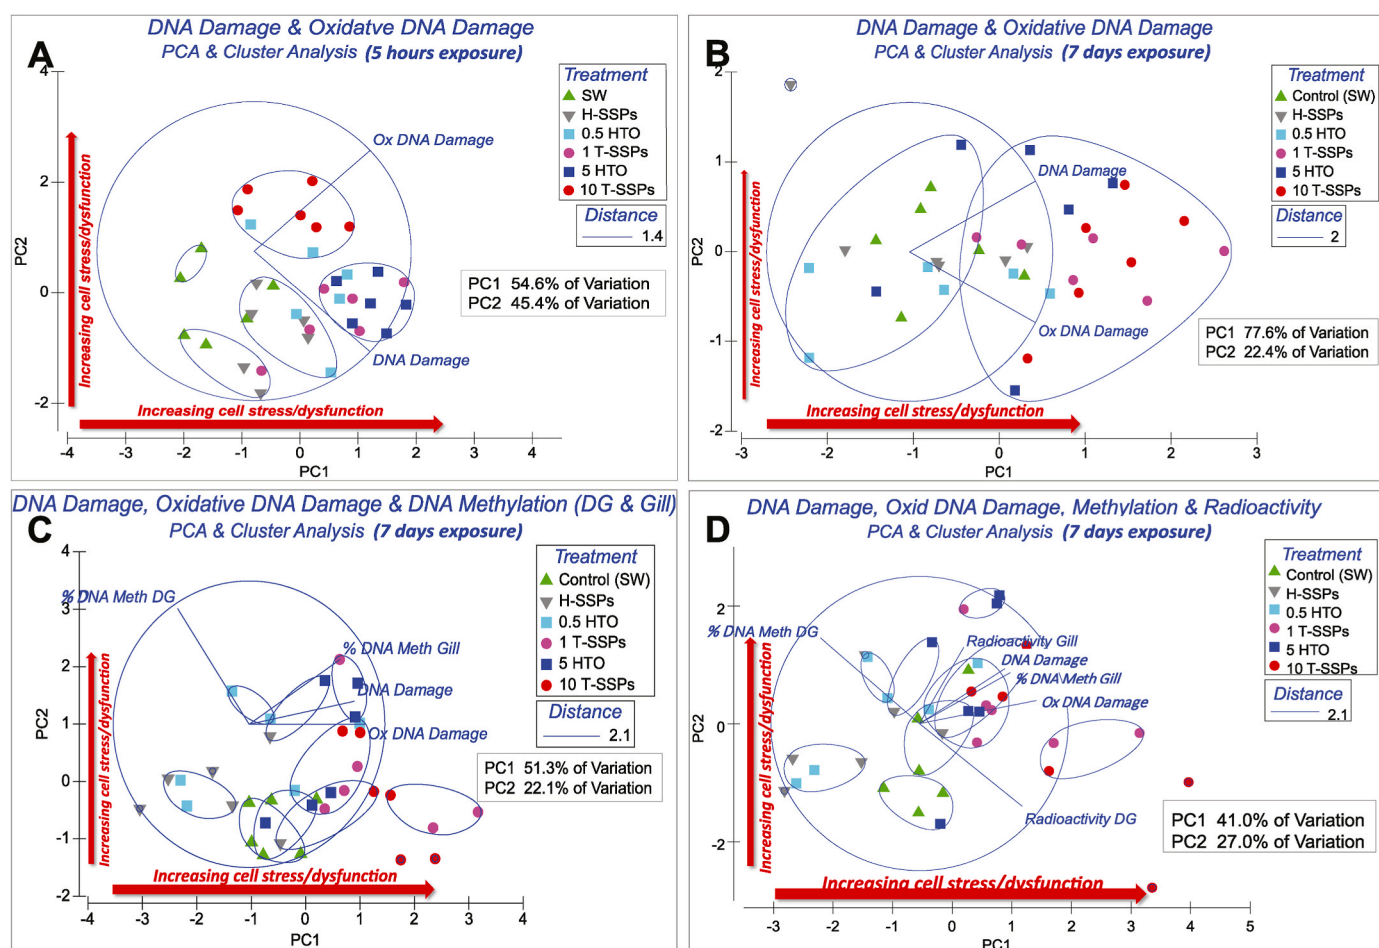 A
DNA Damage & Oxidatve DNA Damage
PCA & Cluster Analysis (5 hours exposure)
Treatment
SW
H-SSPs
0.5 HTO
1 T-SSPs
5 HTO
10 T-SSPs
Distance
1.4
PC1 54.6% of Variation
PC2 45.4% of Variation
Ox DNA Damage
DNA Damage
Increasing cell stress/dysfunction
Increasing cell stress/dysfunction
PC2
4
2
0
-2
-4 -3 -2 -1 0 1 2 3 4
PC1
B
DNA Damage & Oxidative DNA Damage
PCA & Cluster Analysis (7 days exposure)
Treatment
Control (SW)
H-SSPs
0.5 HTO
1 T-SSPs
5 HTO
10 T-SSPs
Distance
2
PC1 77.6% of Variation
PC2 22.4% of Variation
DNA Damage
Ox DNA Damage
Increasing cell stress/dysfunction
Increasing cell stress/dysfunction
PC2
2
1
0
-1
-2
-3 -2 -1 0 1 2 3
PC1
DNA Damage, Oxidative DNA Damage & DNA Methylation (DG & Gill)
C
PCA & Cluster Analysis (7 days exposure)
Treatment
Control (SW)
H-SSPs
0.5 HTO
1 T-SSPs
5 HTO
10 T-SSPs
Distance
2.1
PC1 51.3% of Variation
PC2 22.1% of Variation
% DNA Meth DG
% DNA Meth Gill
DNA Damage
Ox DNA Damage
Increasing cell stress/dysfunction
Increasing cell stress/dysfunction
PC2
4
3
2
1
0
-1
-2
-4 -3 -2 -1 0 1 2 3 4
PC1
DNA Damage, Oxid DNA Damage, Methylation & Radioactivity
D
PCA & Cluster Analysis (7 days exposure)
Treatment
Control (SW)
H-SSPs
0.5 HTO
1 T-SSPs
5 HTO
10 T-SSPs
Distance
2.1
PC1 41.0% of Variation
PC2 27.0% of Variation
% DNA Meth DG
Radioactivity Gill
DNA Damage
% DNA Meth Gill
Ox DNA Damage
Radioactivity DG
Increasing cell stress/dysfunction
Increasing cell stress/dysfunction
PC2
2
0
-2
-3 -2 -1 0 1 2 3 4 5
PC1